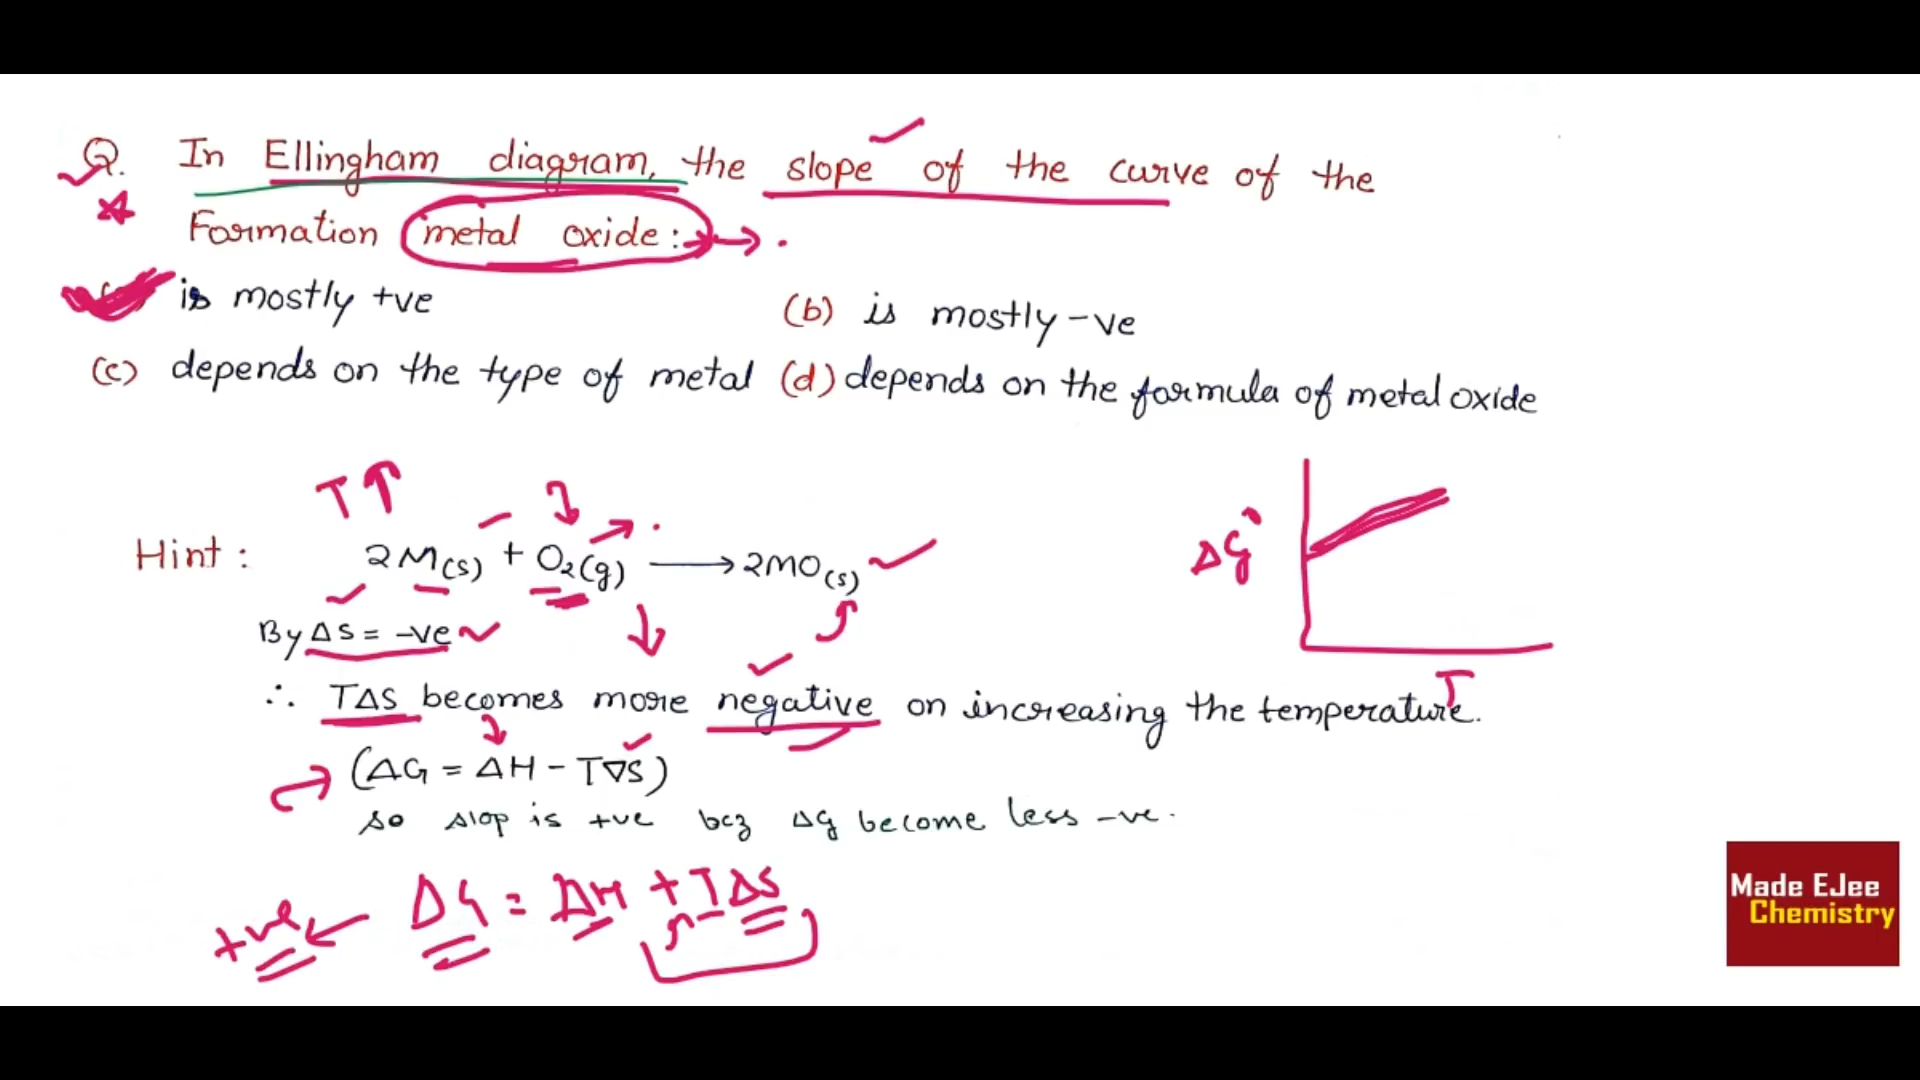 Q. In Ellingham diagram, the slope of the curve of the
Formation metal oxide:
is mostly +ve
(b) is mostly -ve
(c) depends on the type of metal
(d) depends on the formula of metal oxide
T↑
Hint : 2M(s) + O₂(g) ⟶ 2MO(s)
By ΔS = -ve
∴ TΔS becomes more negative on increasing the temperature.
(ΔG = ΔH - T∇S)
so slop is +ve bcz ΔG become less -ve.
+ve ← ΔG = ΔH + TΔS
ΔG°
T
Made EJee
Chemistry